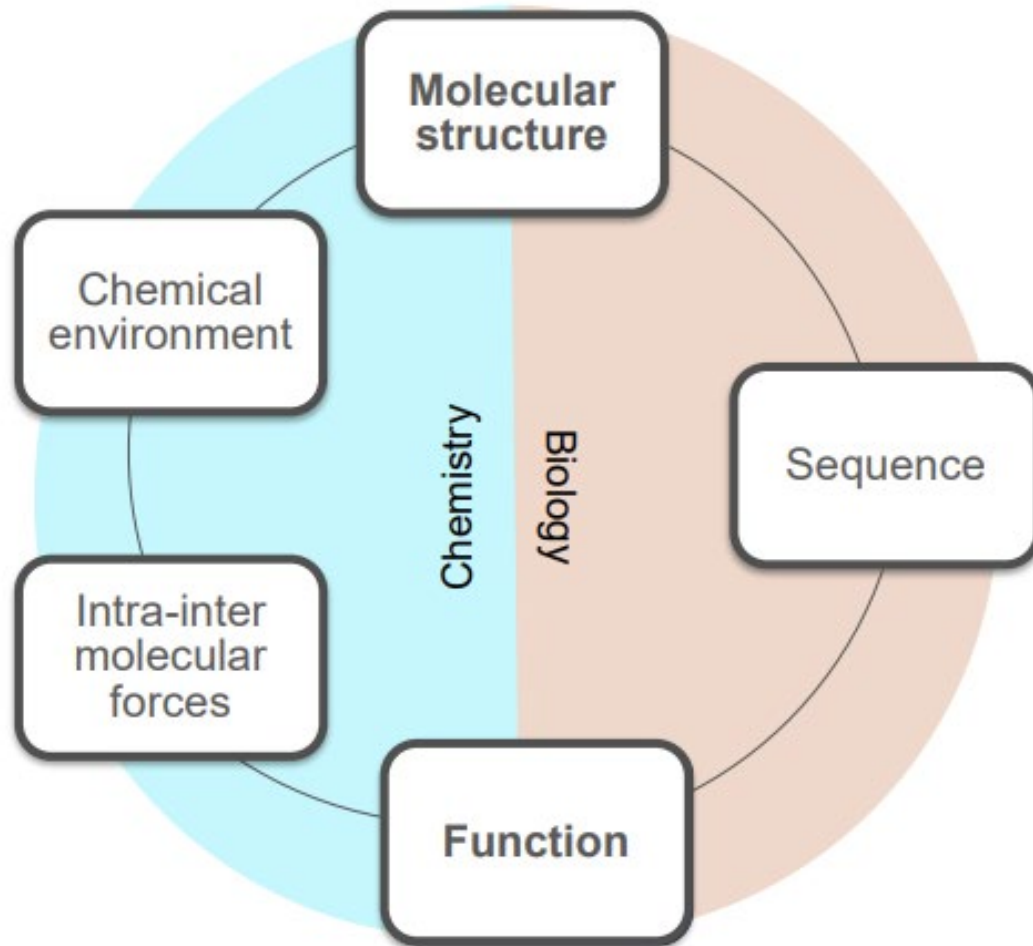 Molecular
structure
Chemical
environment
Chemistry
Biology
Sequence
Intra-inter
molecular
forces
Function